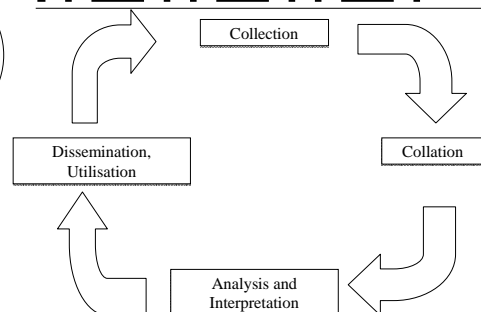 Collection
Collation
Dissemination,
Utilisation
Analysis and
Interpretation